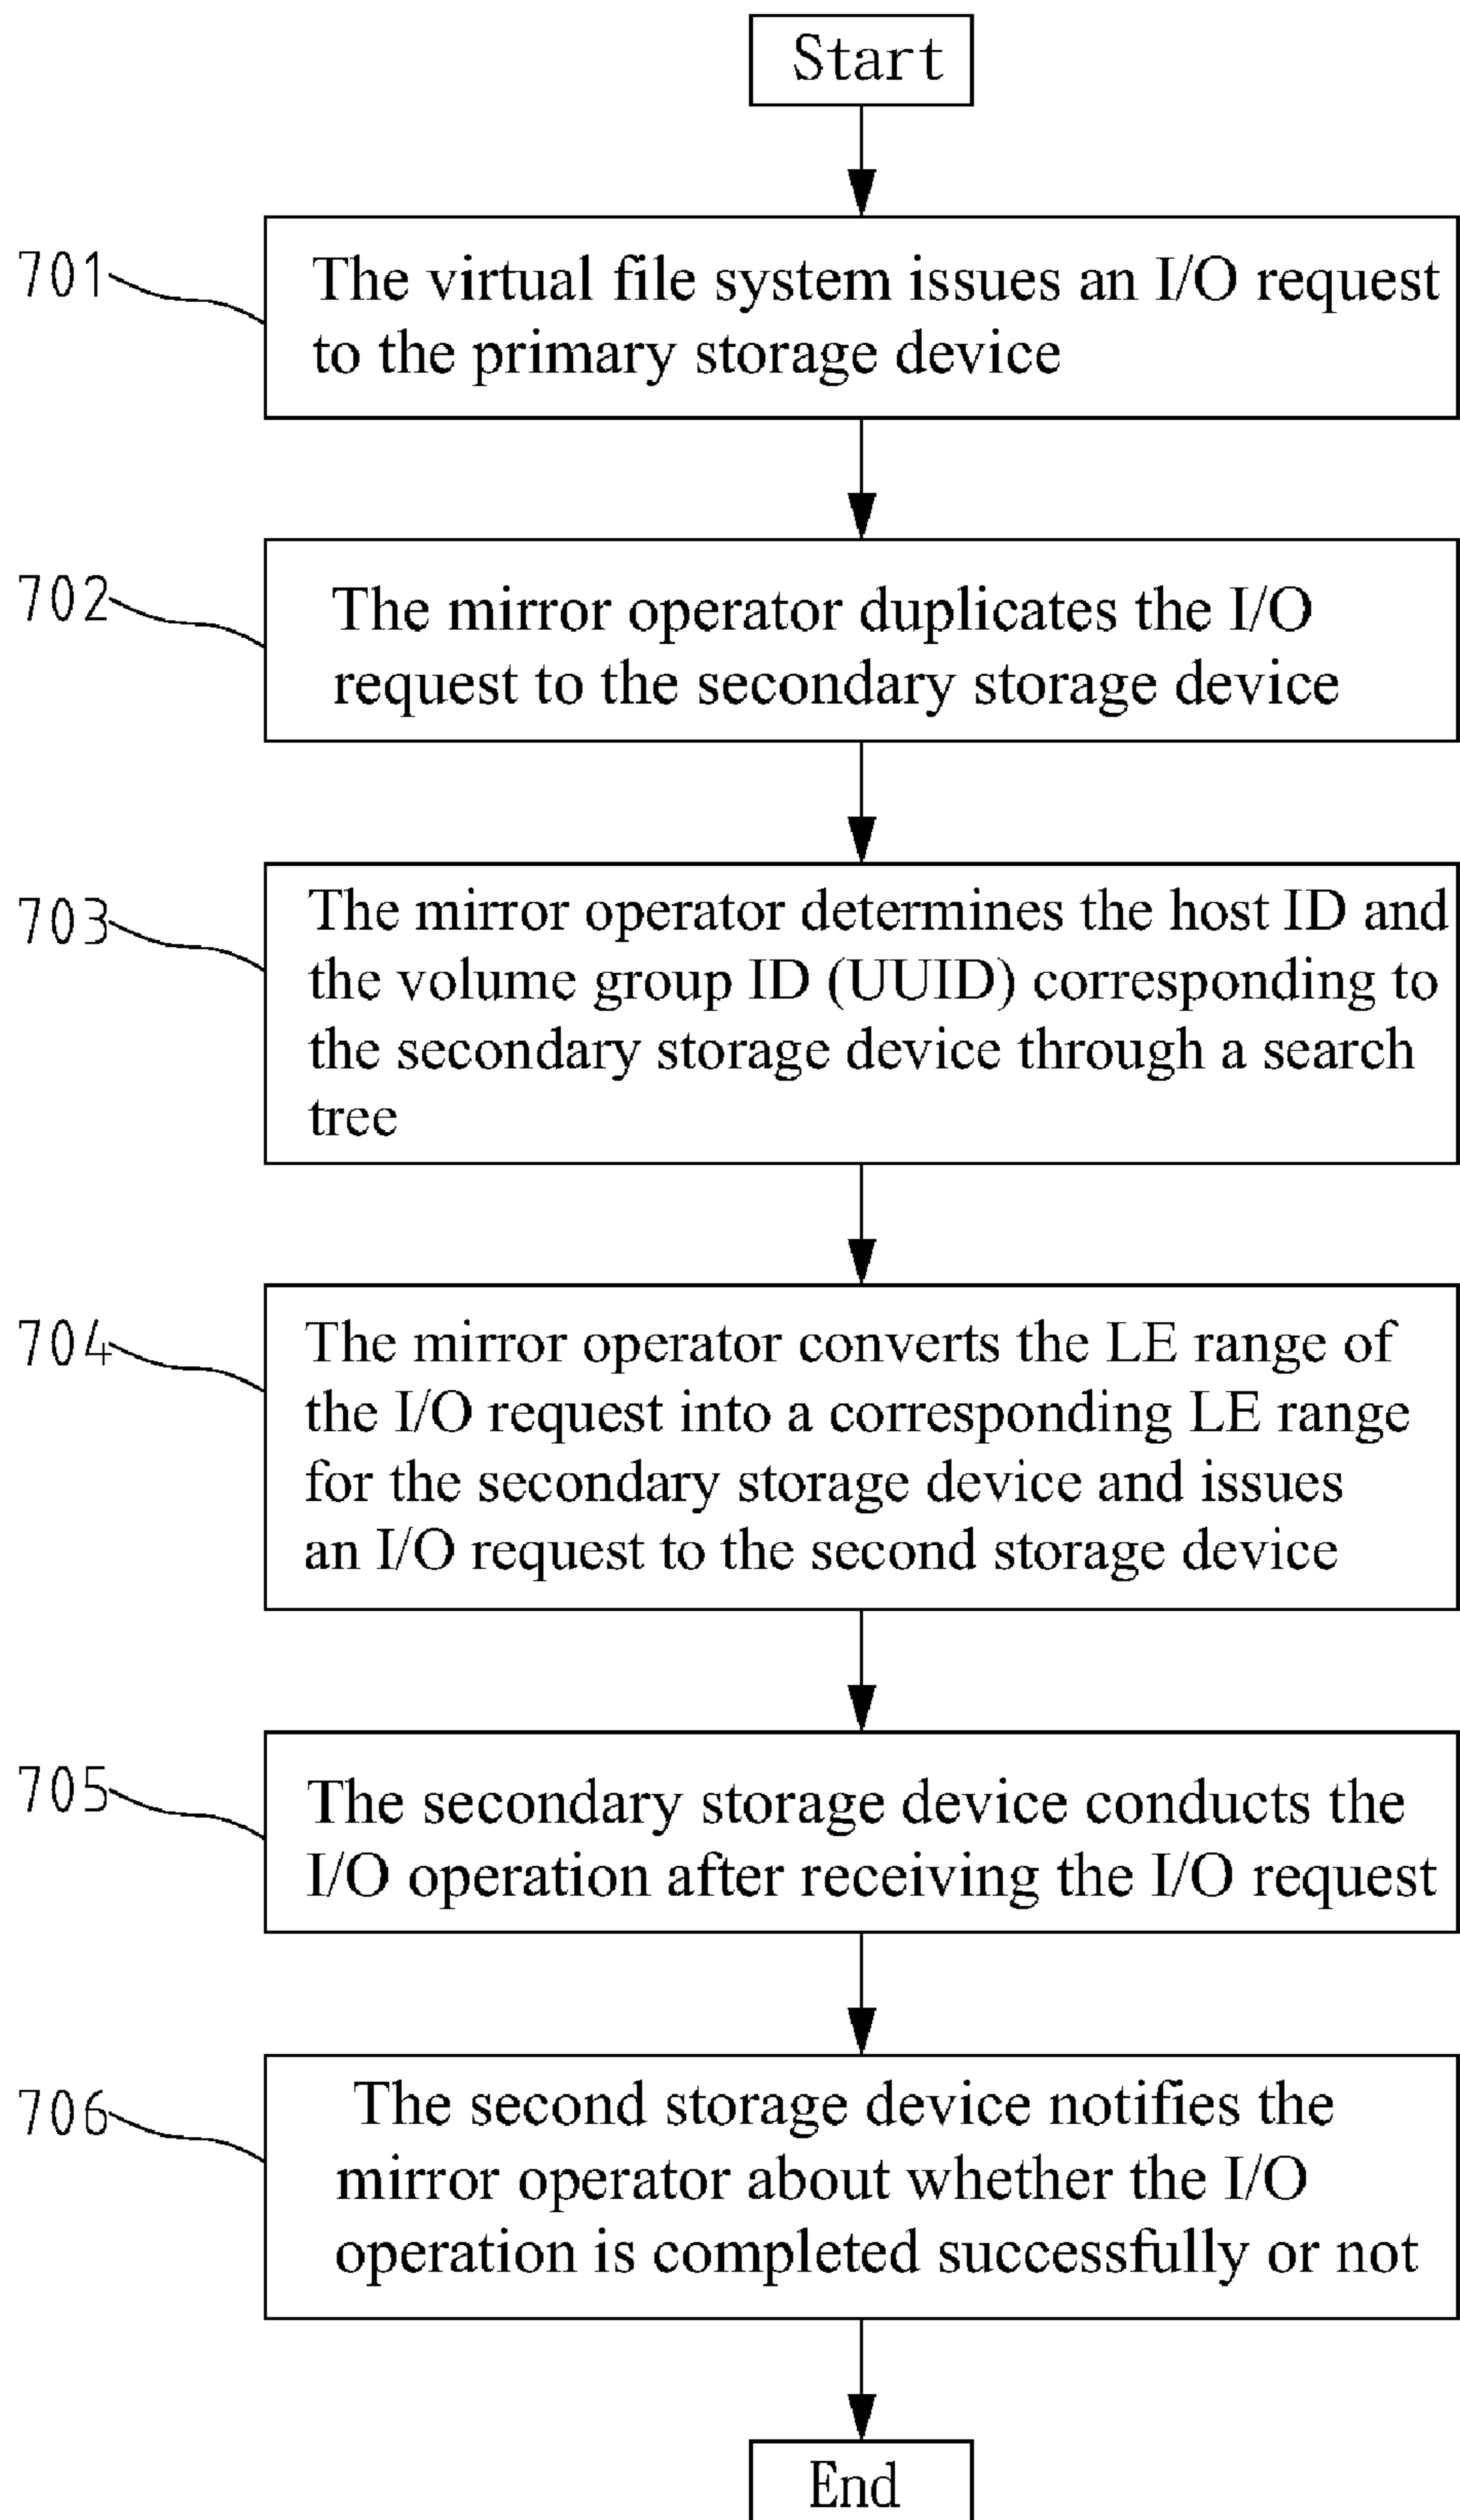 Start
701
The virtual file system issues an I/O request
to the primary storage device
702
The mirror operator duplicates the I/O
request to the secondary storage device
703
The mirror operator determines the host ID and
the volume group ID (UUID) corresponding to
the secondary storage device through a search
tree
704
The mirror operator converts the LE range of
the I/O request into a corresponding LE range
for the secondary storage device and issues
an I/O request to the second storage device
705
The secondary storage device conducts the
I/O operation after receiving the I/O request
706
The second storage device notifies the
mirror operator about whether the I/O
operation is completed successfully or not
End